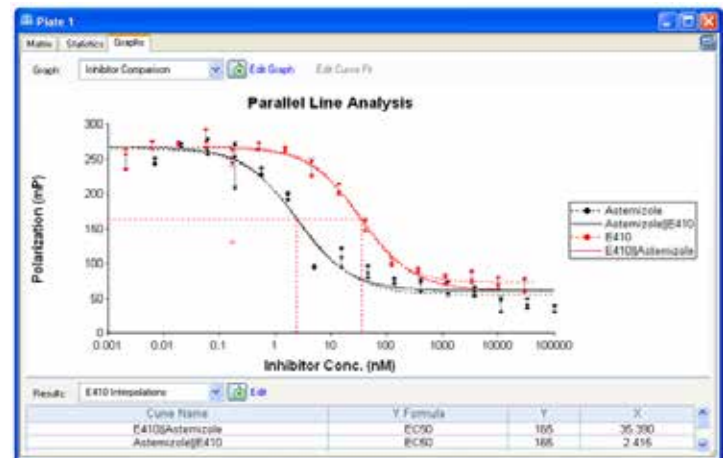 Plate 1
Matrix Statistics Graphs
Graph: Inhibitor Comparison Edit Graph Edit Curve Fit
Parallel Line Analysis
300
250
200
150
100
50
0
Polarization (mP)
0.001 0.01 0.1 1 10 100 1000 10000 100000
Inhibitor Conc. (nM)
Astemizole
Astemizole||E410
E410
E410||Astemizole
Results: E410 Interpolations Edit
Curve Name Y Formula Y X
E410||Astemizole EC50 165 35.390
Astemizole||E410 EC50 165 2.415